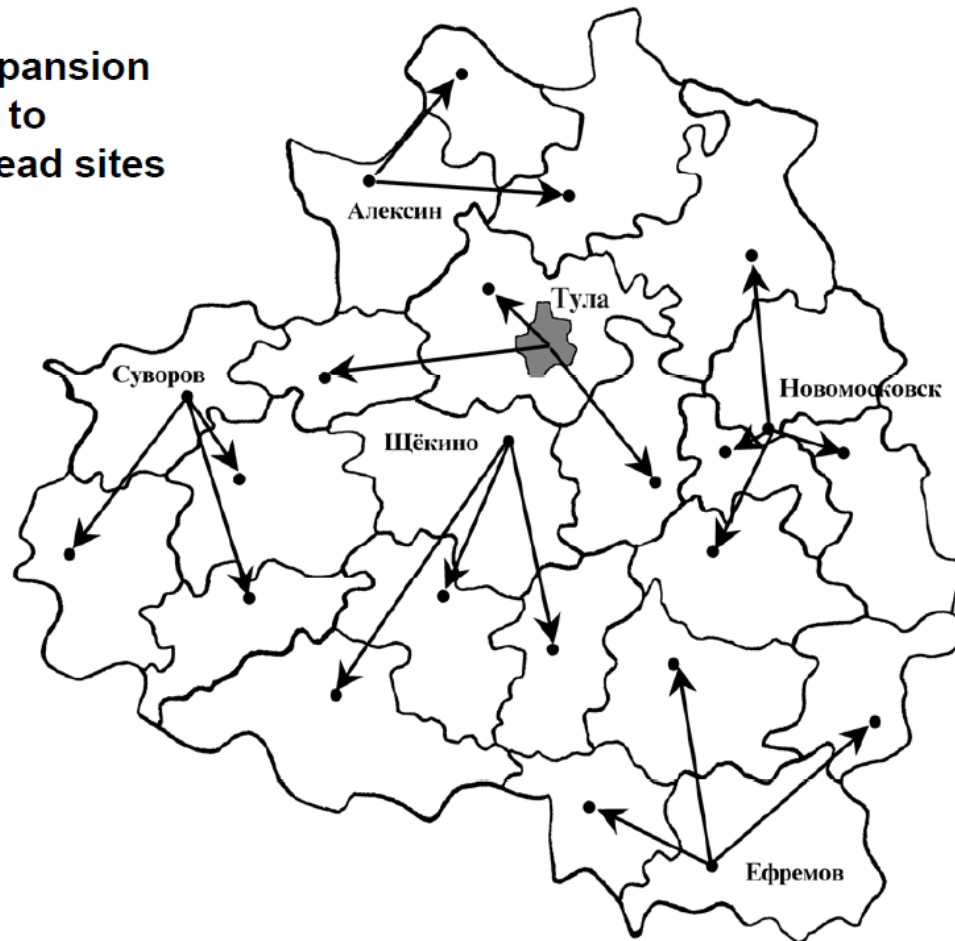 pansion
to
ead sites
Алексин
Тула
Суворов
Новомосковск
Щёкино
Ефремов